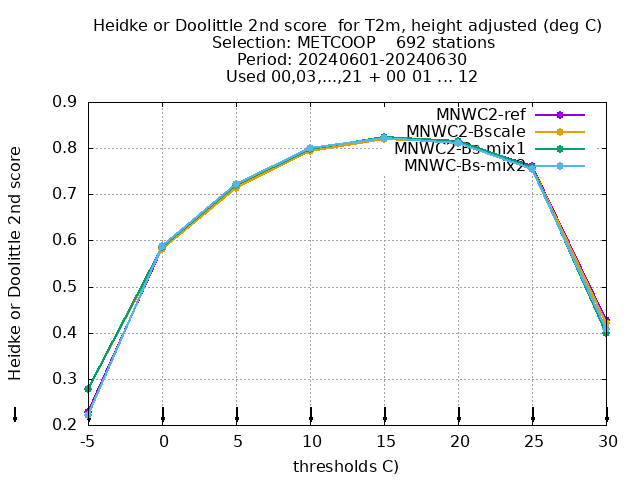 Heidke or Doolittle 2nd score  for T2m, height adjusted (deg C)
Selection: METCOOP    692 stations
Period: 20240601-20240630
Used 00,03,...,21 + 00 01 ... 12
MNWC2-ref
MNWC2-Bscale
MNWC2-Bs-mix1
MNWC-Bs-mix2
Heidke or Doolittle 2nd score
0.9
0.8
0.7
0.6
0.5
0.4
0.3
0.2
-5 0 5 10 15 20 25 30
thresholds C)